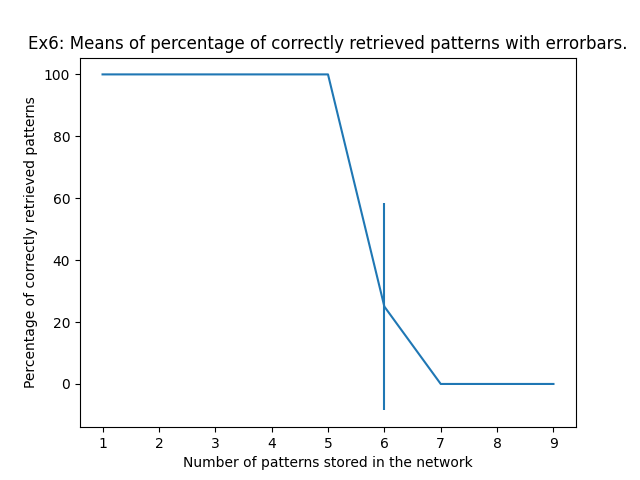 Ex6: Means of percentage of correctly retrieved patterns with errorbars.
Percentage of correctly retrieved patterns
100
80
60
40
20
0
1 2 3 4 5 6 7 8 9
Number of patterns stored in the network